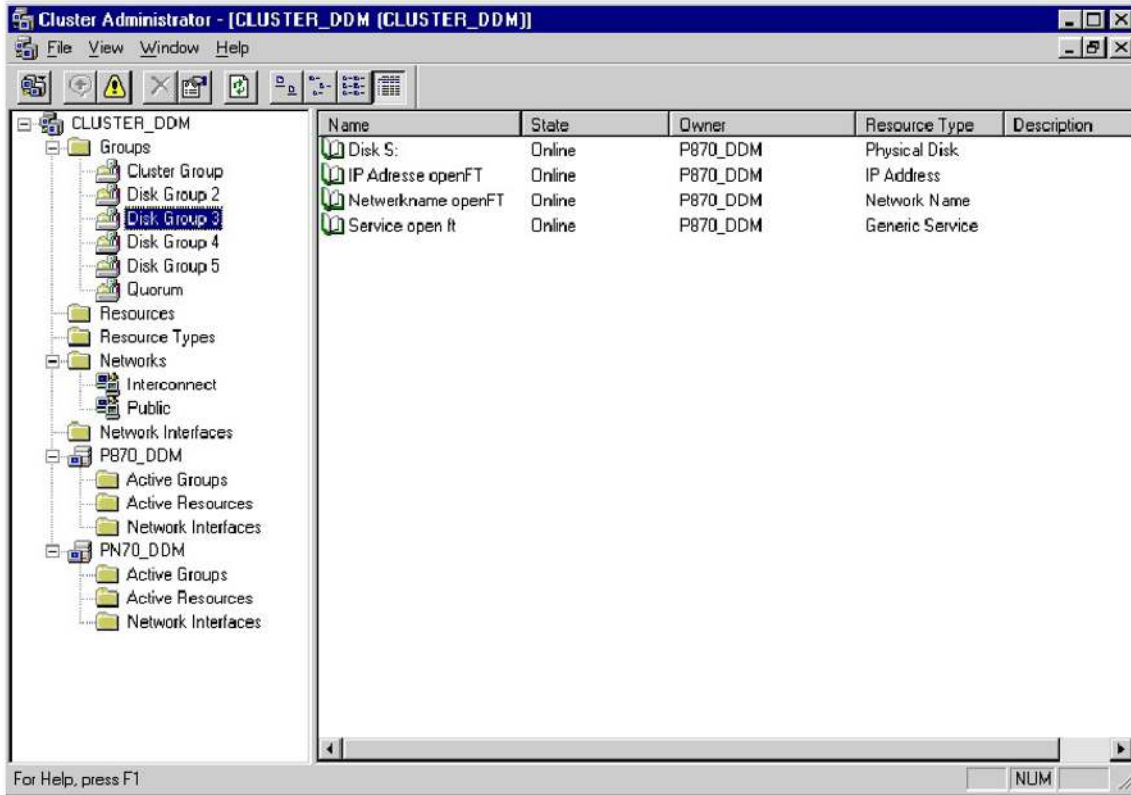 Cluster Administrator - [CLUSTER_DDM (CLUSTER_DDM)]
File View Window Help
CLUSTER_DDM
Groups
Cluster Group
Disk Group 2
Disk Group 3
Disk Group 4
Disk Group 5
Quorum
Resources
Resource Types
Networks
Interconnect
Public
Network Interfaces
P870_DDM
Active Groups
Active Resources
Network Interfaces
PN70_DDM
Active Groups
Active Resources
Network Interfaces
Name State Owner Resource Type Description
Disk S: Online P870_DDM Physical Disk
IP Adresse openFT Online P870_DDM IP Address
Netwerkname openFT Online P870_DDM Network Name
Service open ft Online P870_DDM Generic Service
For Help, press F1 NUM